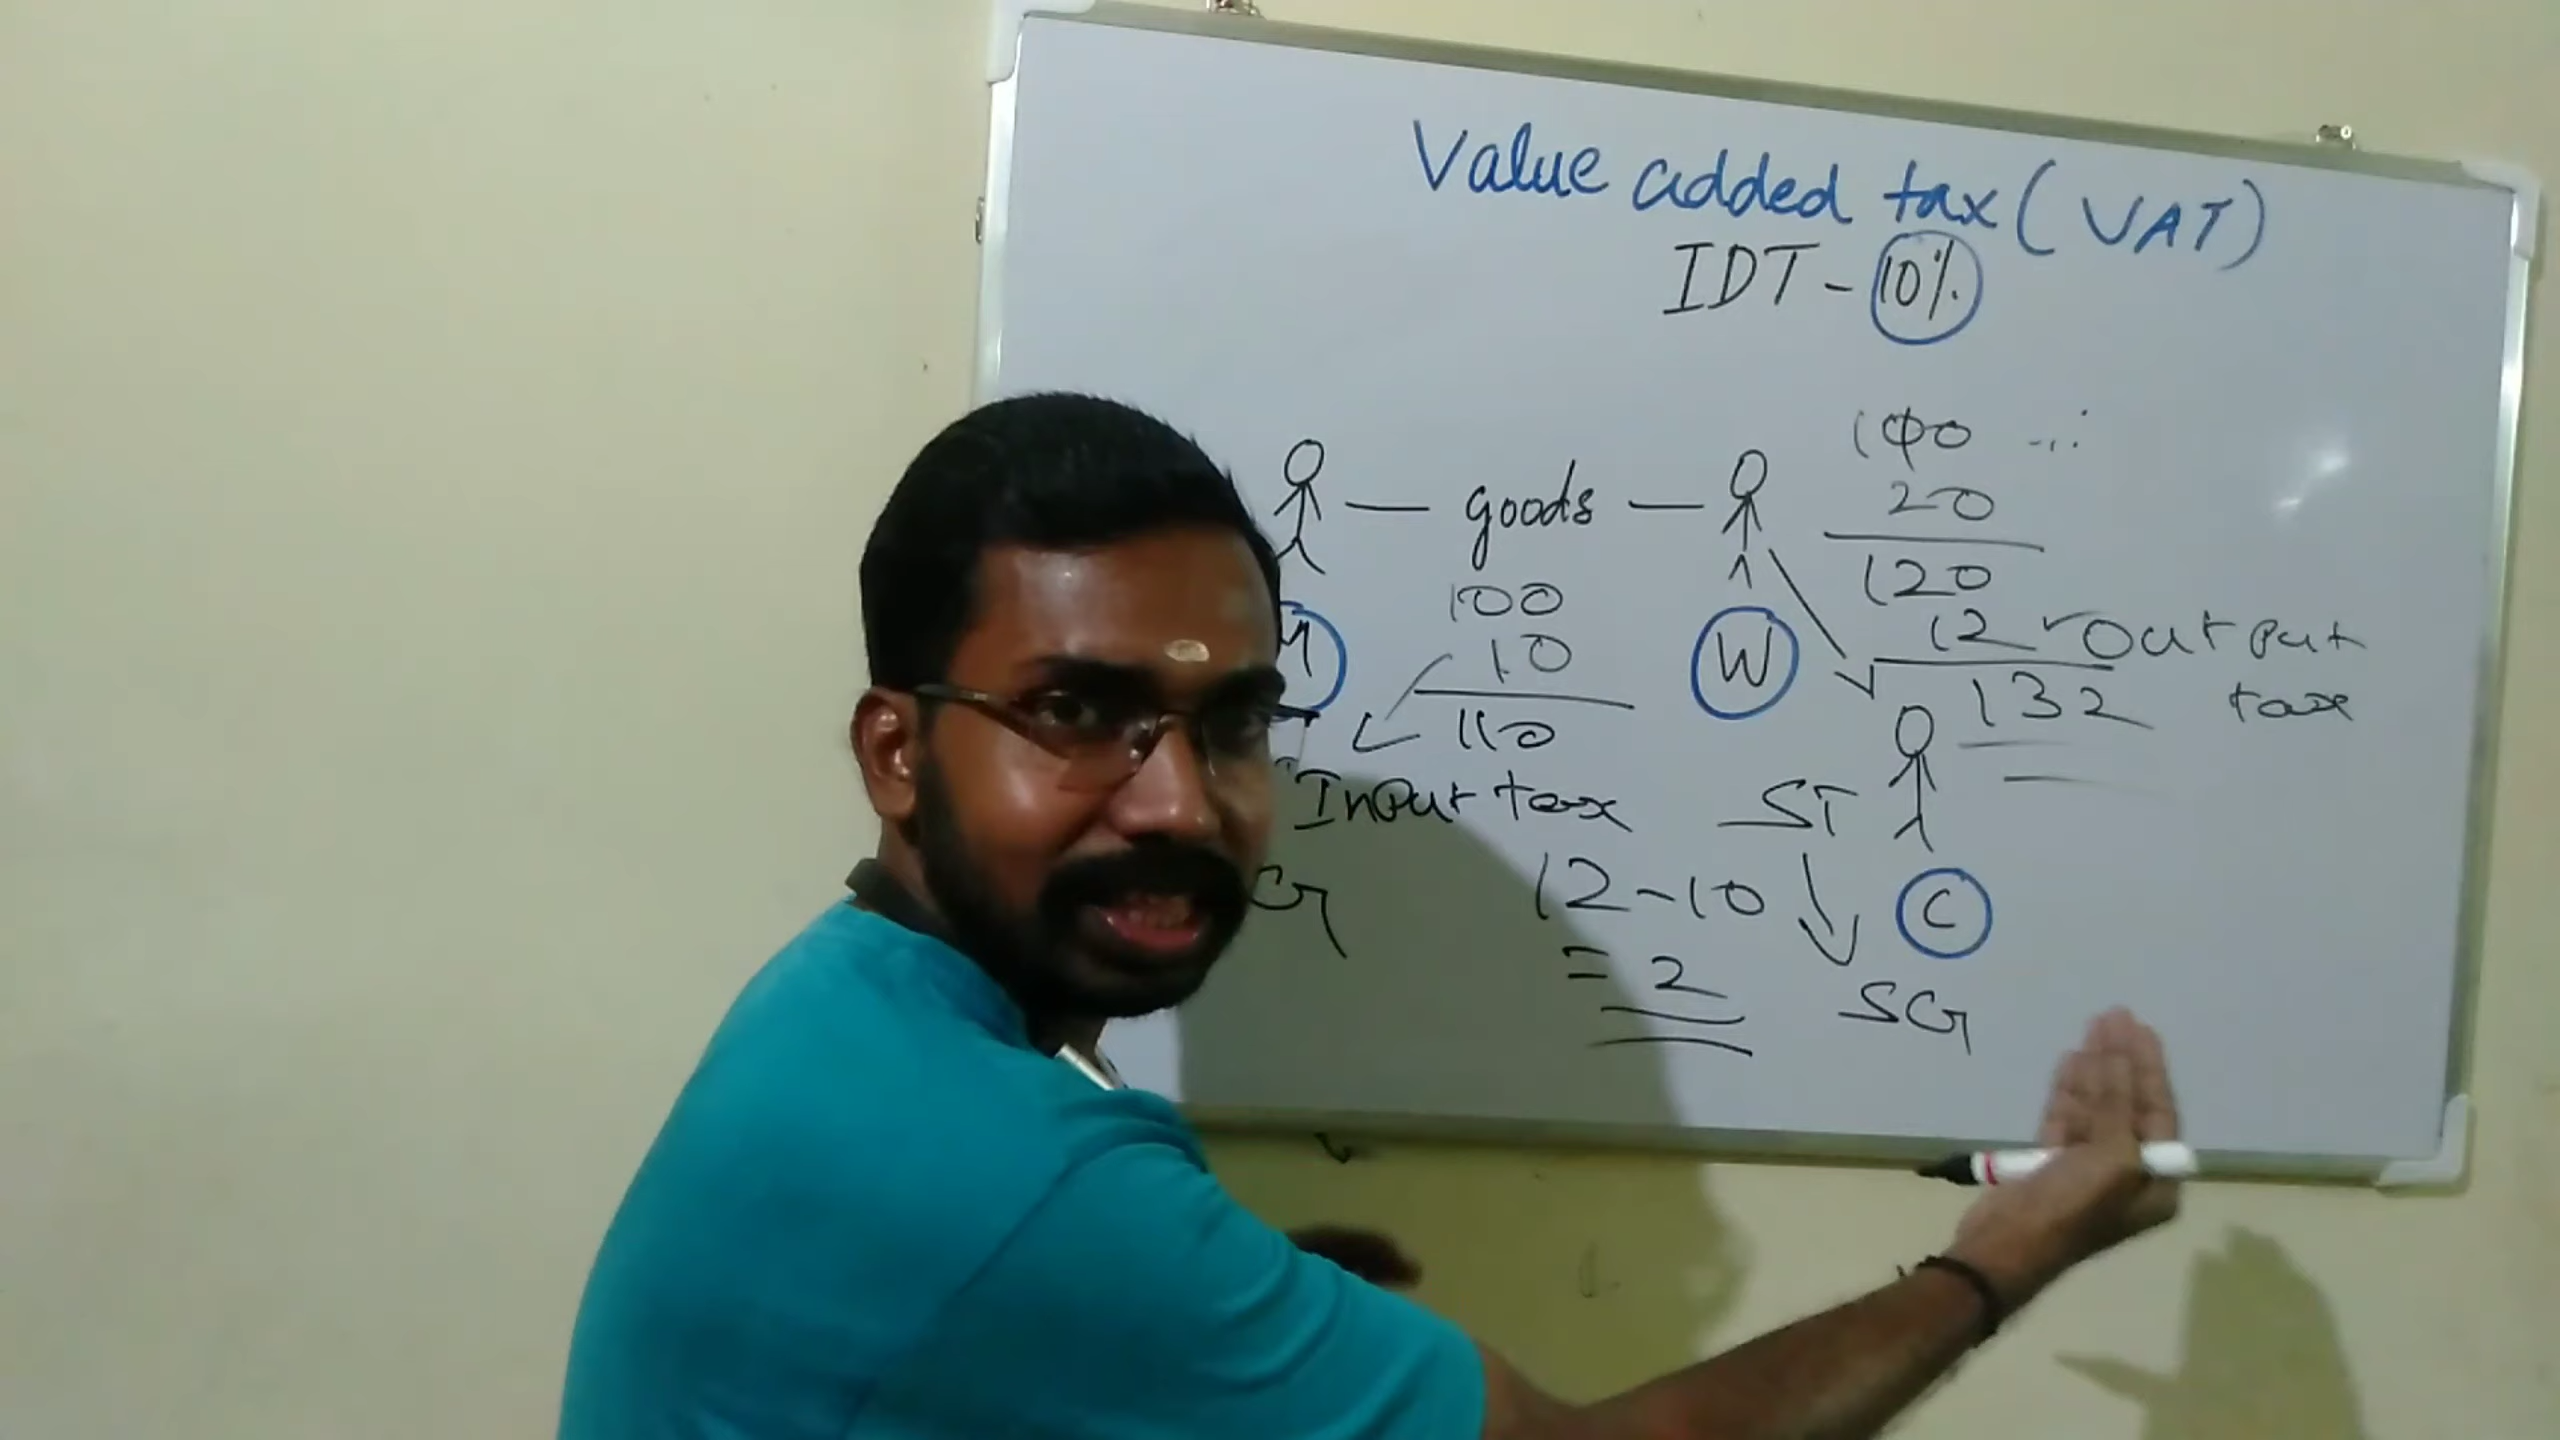 Value added tax (VAT)
IDT - 10%
100
goods
20
120
100
12 output
10
W
132 tax
110
Input tax
ST
12-10
C
= 2
SG